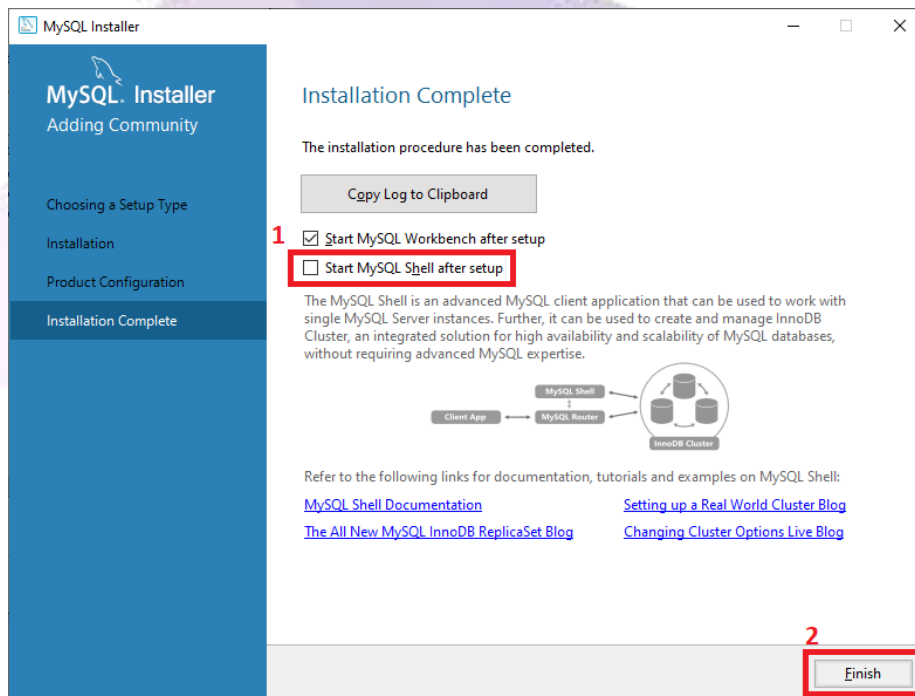 MySQL Installer
MySQL. Installer
Adding Community
Choosing a Setup Type
Installation
Product Configuration
Installation Complete
Installation Complete
The installation procedure has been completed.
Copy Log to Clipboard
1
Start MySQL Workbench after setup
Start MySQL Shell after setup
The MySQL Shell is an advanced MySQL client application that can be used to work with
single MySQL Server instances. Further, it can be used to create and manage InnoDB
Cluster, an integrated solution for high availability and scalability of MySQL databases,
without requiring advanced MySQL expertise.
MySQL Shell
Client App
MySQL Router
InnoDB Cluster
Refer to the following links for documentation, tutorials and examples on MySQL Shell:
MySQL Shell Documentation
Setting up a Real World Cluster Blog
The All New MySQL InnoDB ReplicaSet Blog
Changing Cluster Options Live Blog
2
Finish